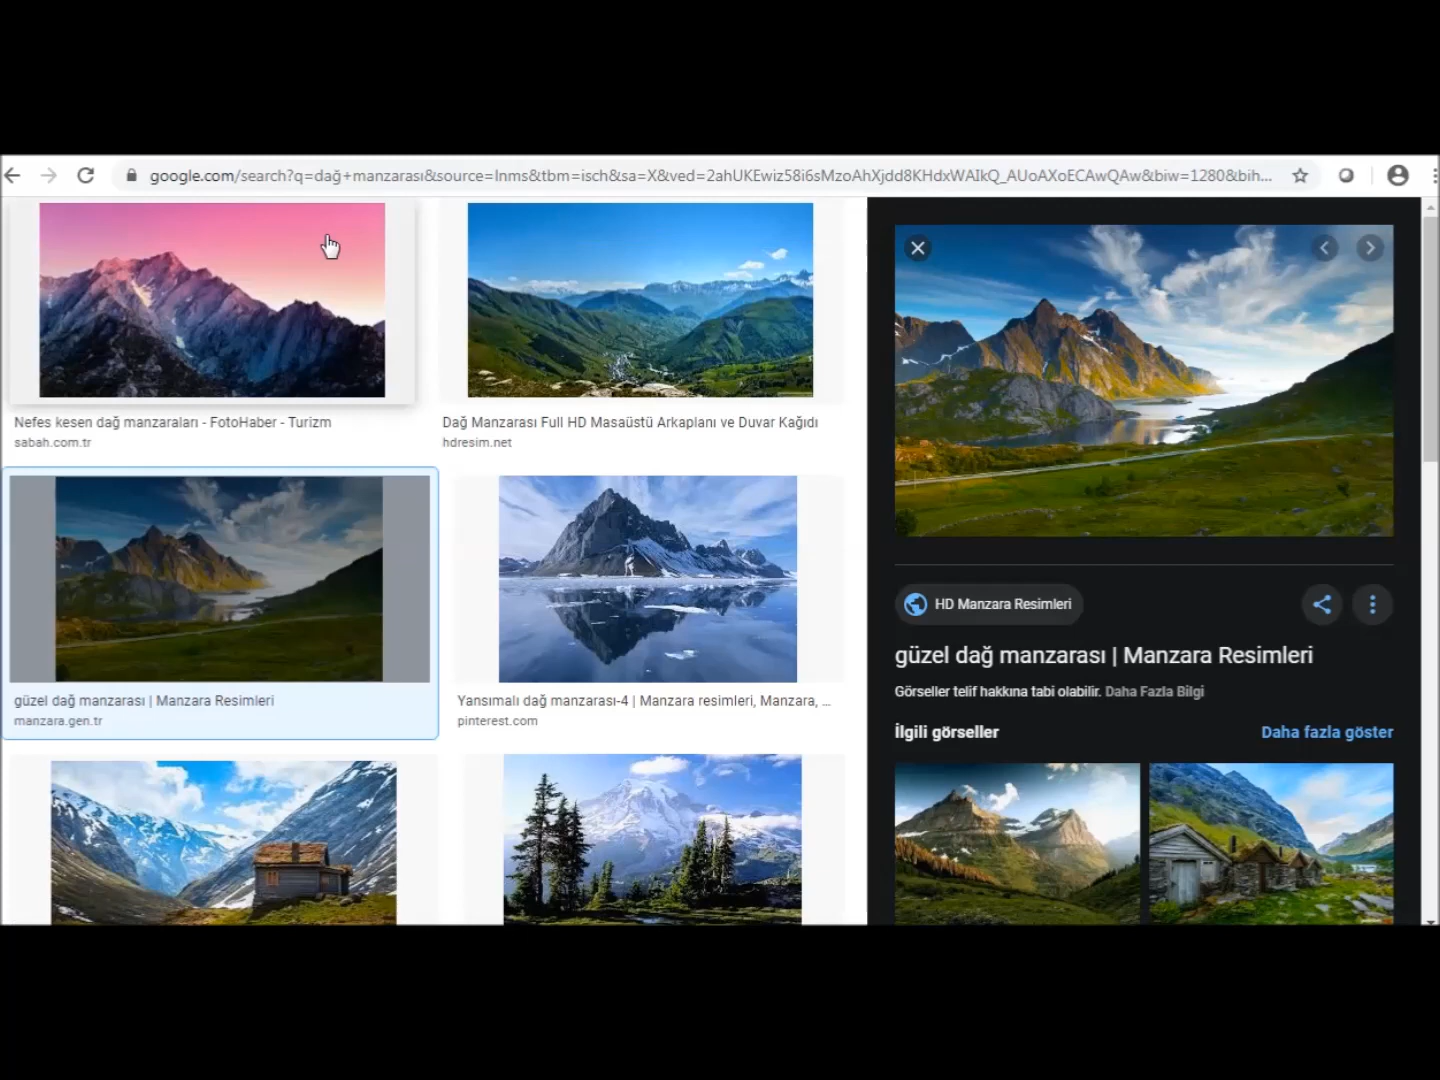 google.com/search?q=dağ+manzarası&source=lnms&tbm=isch&sa=X&ved=2ahUKEwiz58i6sMzoAhXjdd8KHdxWAIkQ_AUoAXoECAwQAw&biw=1280&bih...
Nefes kesen dağ manzaraları - FotoHaber - Turizm
sabah.com.tr
Dağ Manzarası Full HD Masaüstü Arkaplanı ve Duvar Kağıdı
hdresim.net
güzel dağ manzarası | Manzara Resimleri
manzara.gen.tr
Yansımalı dağ manzarası-4 | Manzara resimleri, Manzara, ...
pinterest.com
HD Manzara Resimleri
güzel dağ manzarası | Manzara Resimleri
Görseller telif hakkına tabi olabilir. Daha Fazla Bilgi
İlgili görseller
Daha fazla göster